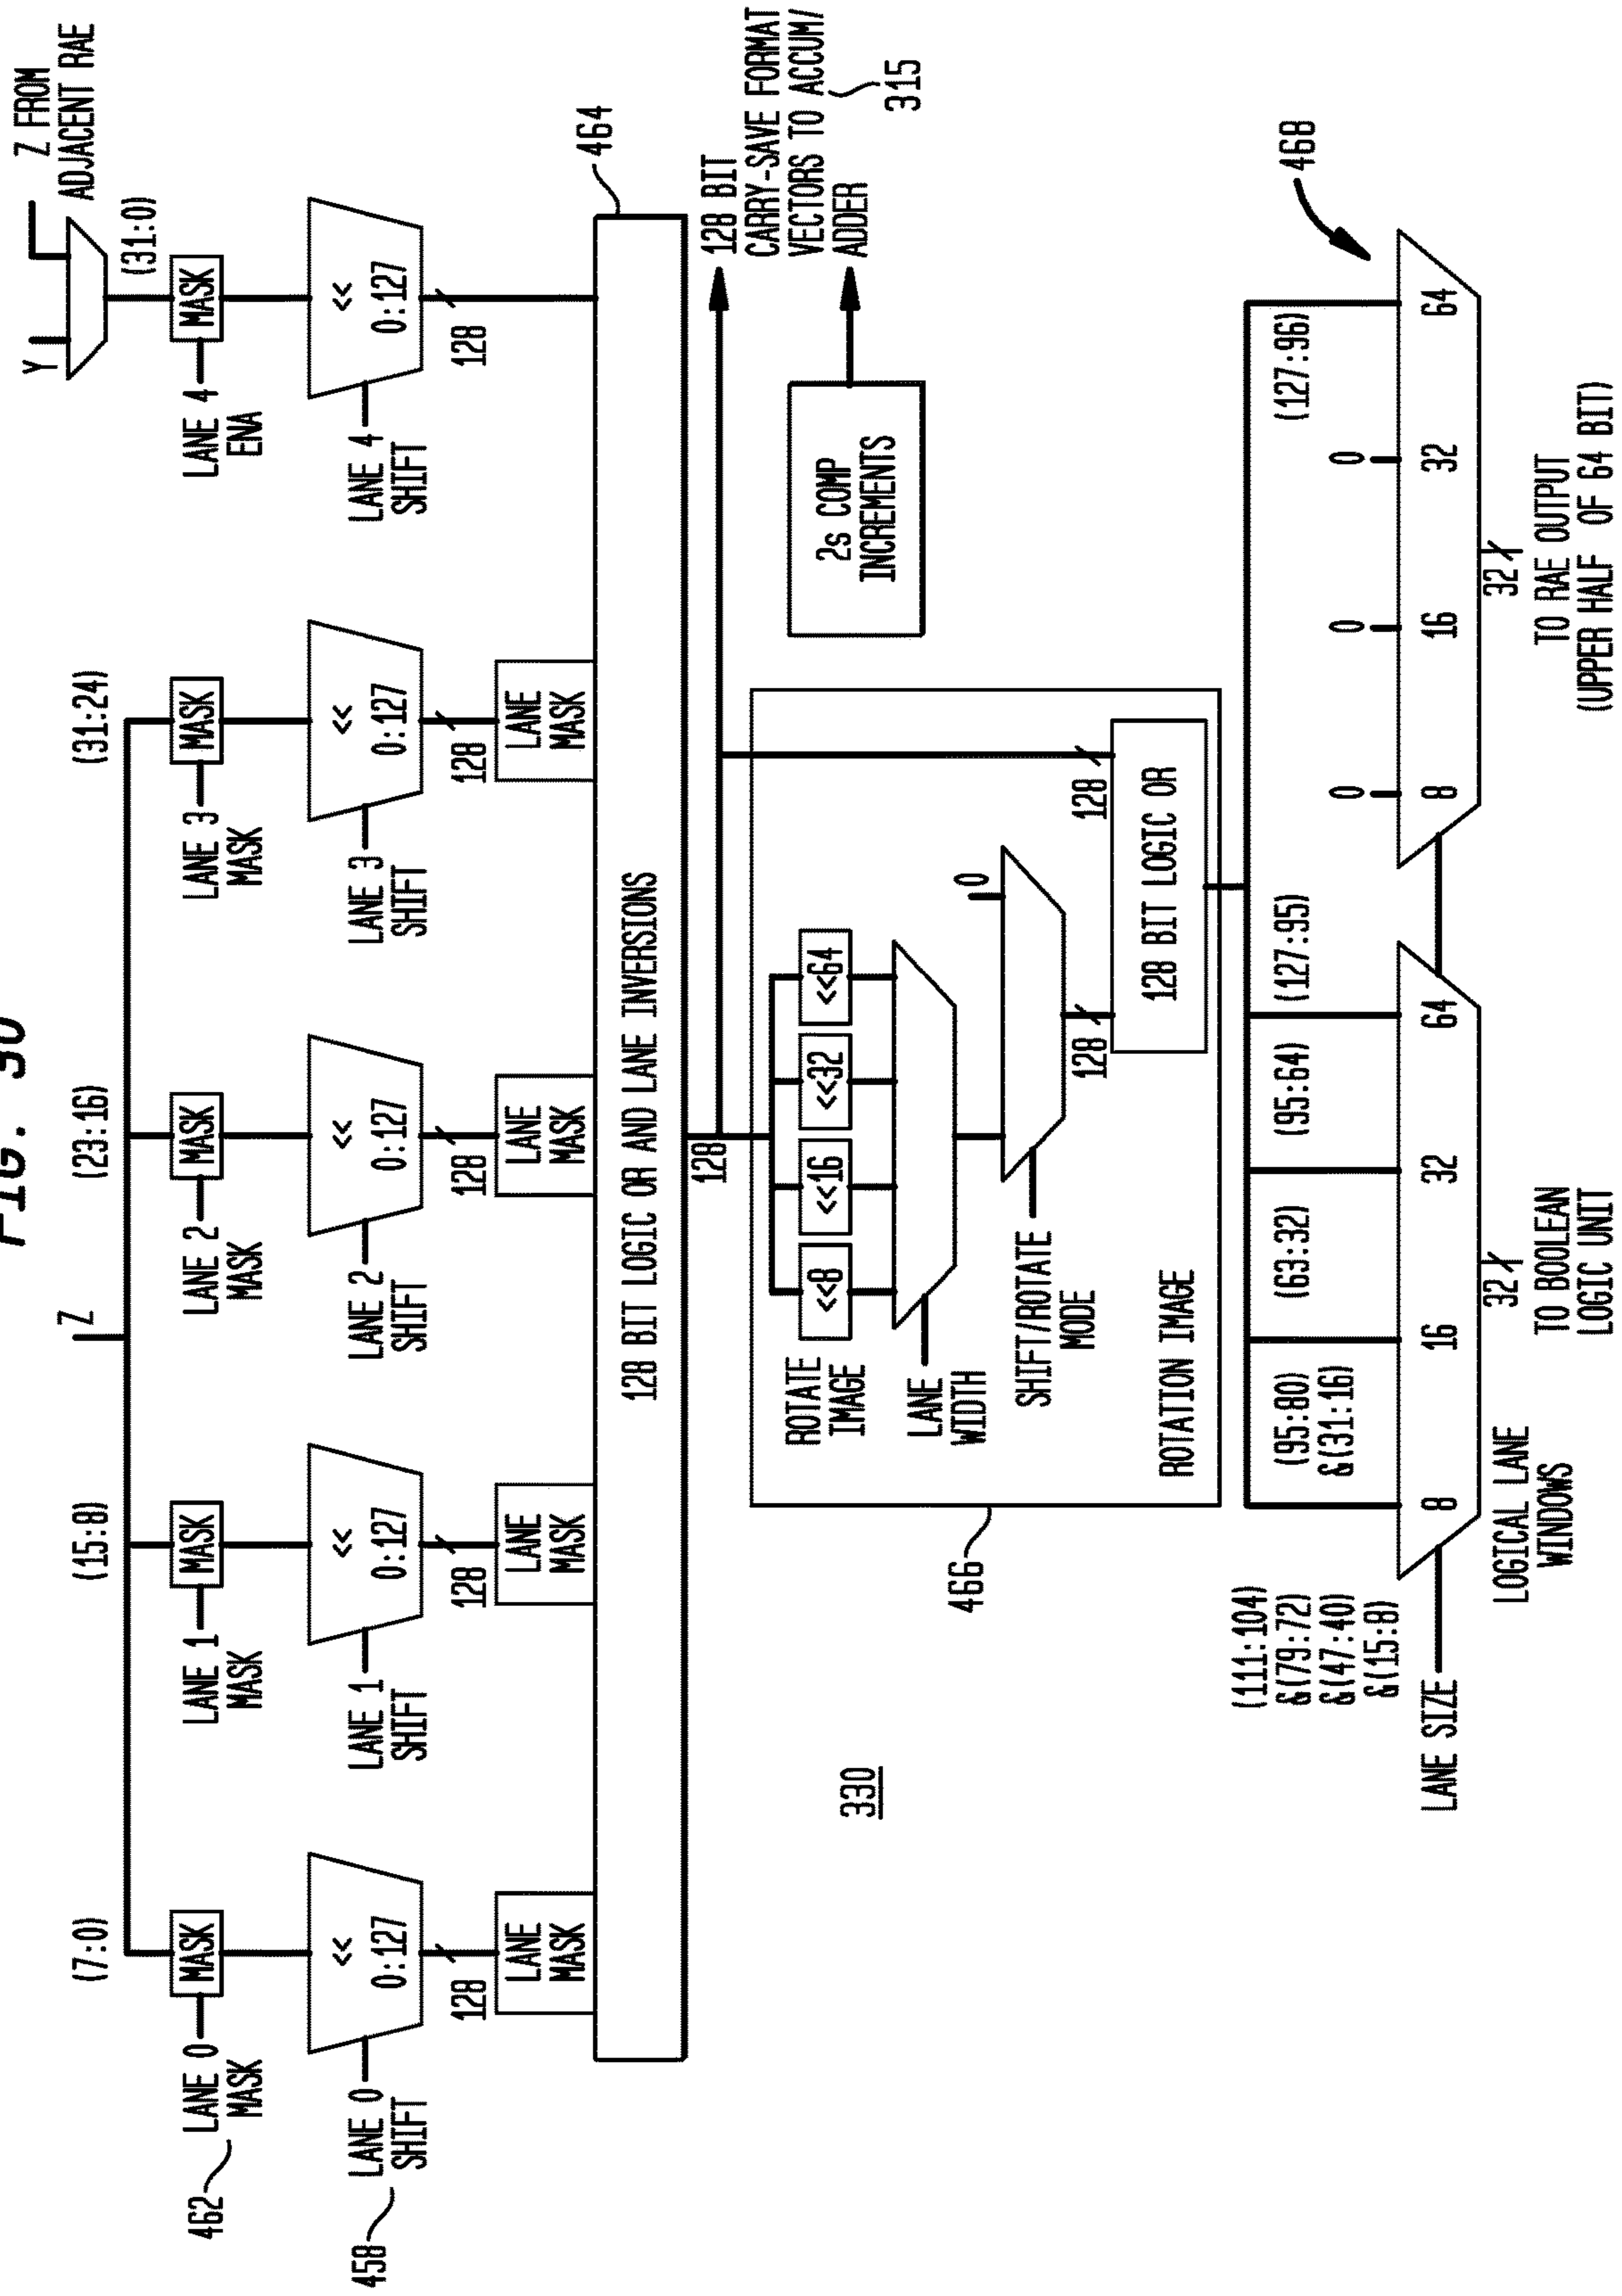 FIG. 30
Z FROM
ADJACENT RAE
Y
Z
(7:0)
(15:8)
(23:16)
(31:24)
(31:0)
MASK
MASK
MASK
MASK
MASK
LANE 0
MASK
LANE 1
MASK
LANE 2
MASK
LANE 3
MASK
LANE 4
ENA
462
<<
0:127
<<
0:127
<<
0:127
<<
0:127
<<
0:127
LANE 0
SHIFT
LANE 1
SHIFT
LANE 2
SHIFT
LANE 3
SHIFT
LANE 4
SHIFT
458
128
128
128
128
128
LANE
MASK
LANE
MASK
LANE
MASK
LANE
MASK
464
128 BIT LOGIC OR AND LANE INVERSIONS
128
128 BIT
CARRY-SAVE FORMAT
VECTORS TO ACCUM/
ADDER
315
2s COMP
INCREMENTS
ROTATE
IMAGE
<<8
<<16
<<32
<<64
LANE
WIDTH
0
SHIFT/ROTATE
MODE
128
128
128 BIT LOGIC OR
ROTATION IMAGE
466
330
468
(111:104)
&(79:72)
&(47:40)
&(15:8)
(95:80)
&(31:16)
(63:32)
(95:64)
(127:95)
(127:96)
0
0
0
LANE SIZE
8
16
32
64
8
16
32
64
LOGICAL LANE
WINDOWS
32
TO BOOLEAN
LOGIC UNIT
32
TO RAE OUTPUT
(UPPER HALF OF 64 BIT)